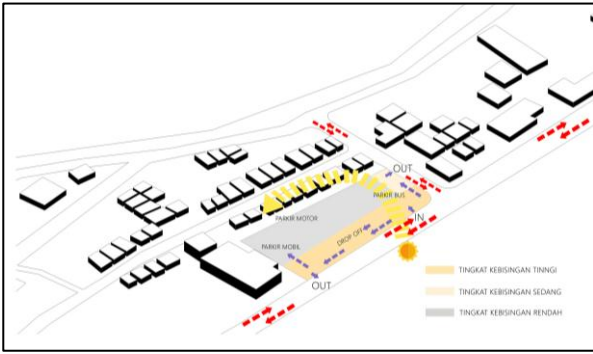 OUT
PARKIR BUS
IN
PARKIR MOTOR
DROP OFF
PARKIR MOBIL
OUT
TINGKAT KEBISINGAN TINNGI
TINGKAT KEBISINGAN SEDANG
TINGKAT KEBISINGAN RENDAH